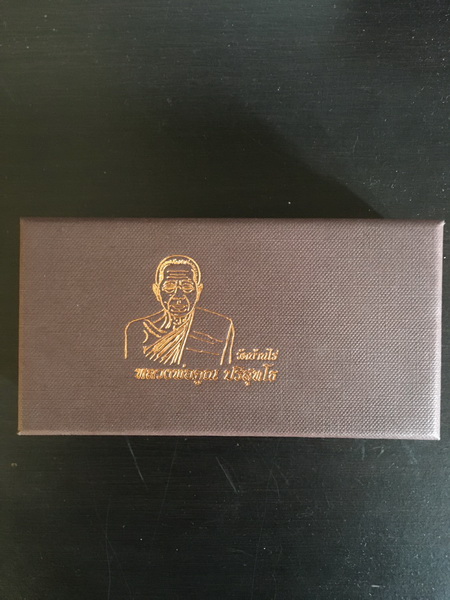 วัดบ้านไร่
หลวงพ่อคูณ ปริสุทโธ